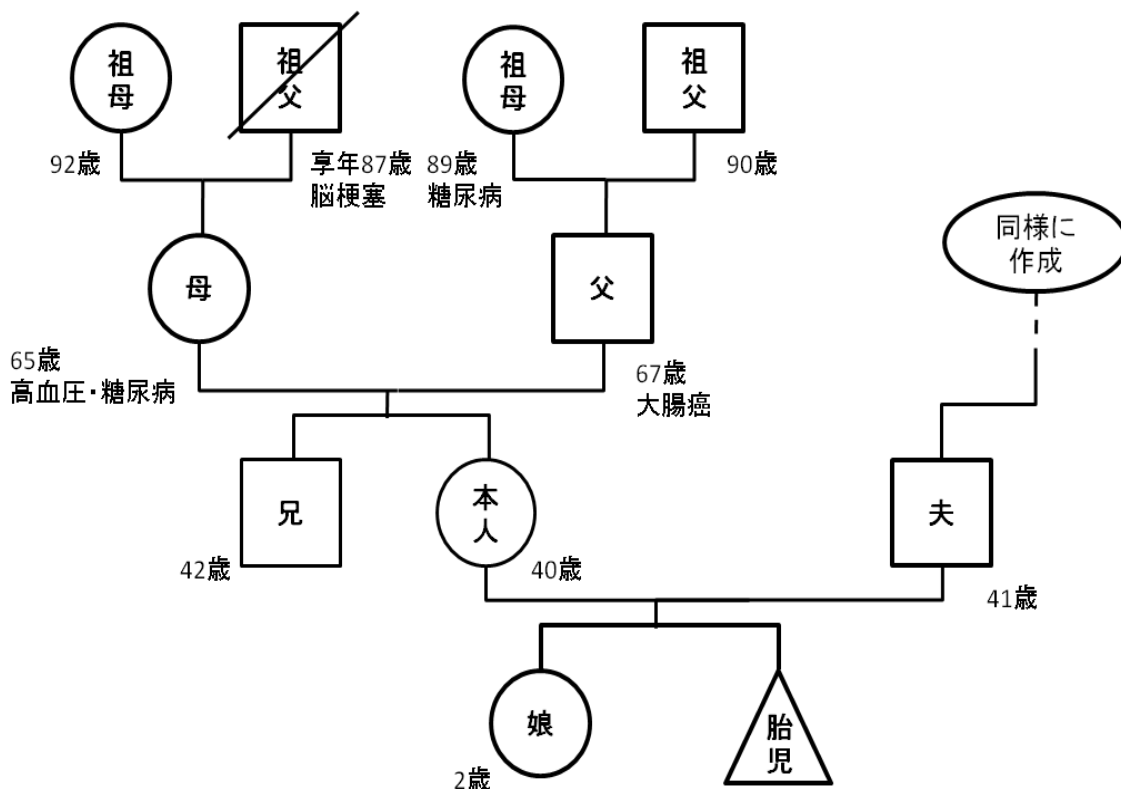 祖母
祖父
祖母
祖父
92歳
享年87歳
脳梗塞
89歳
糖尿病
90歳
同様に
作成
母
父
65歳
高血圧・糖尿病
67歳
大腸癌
兄
本人
夫
42歳
40歳
41歳
娘
胎児
2歳